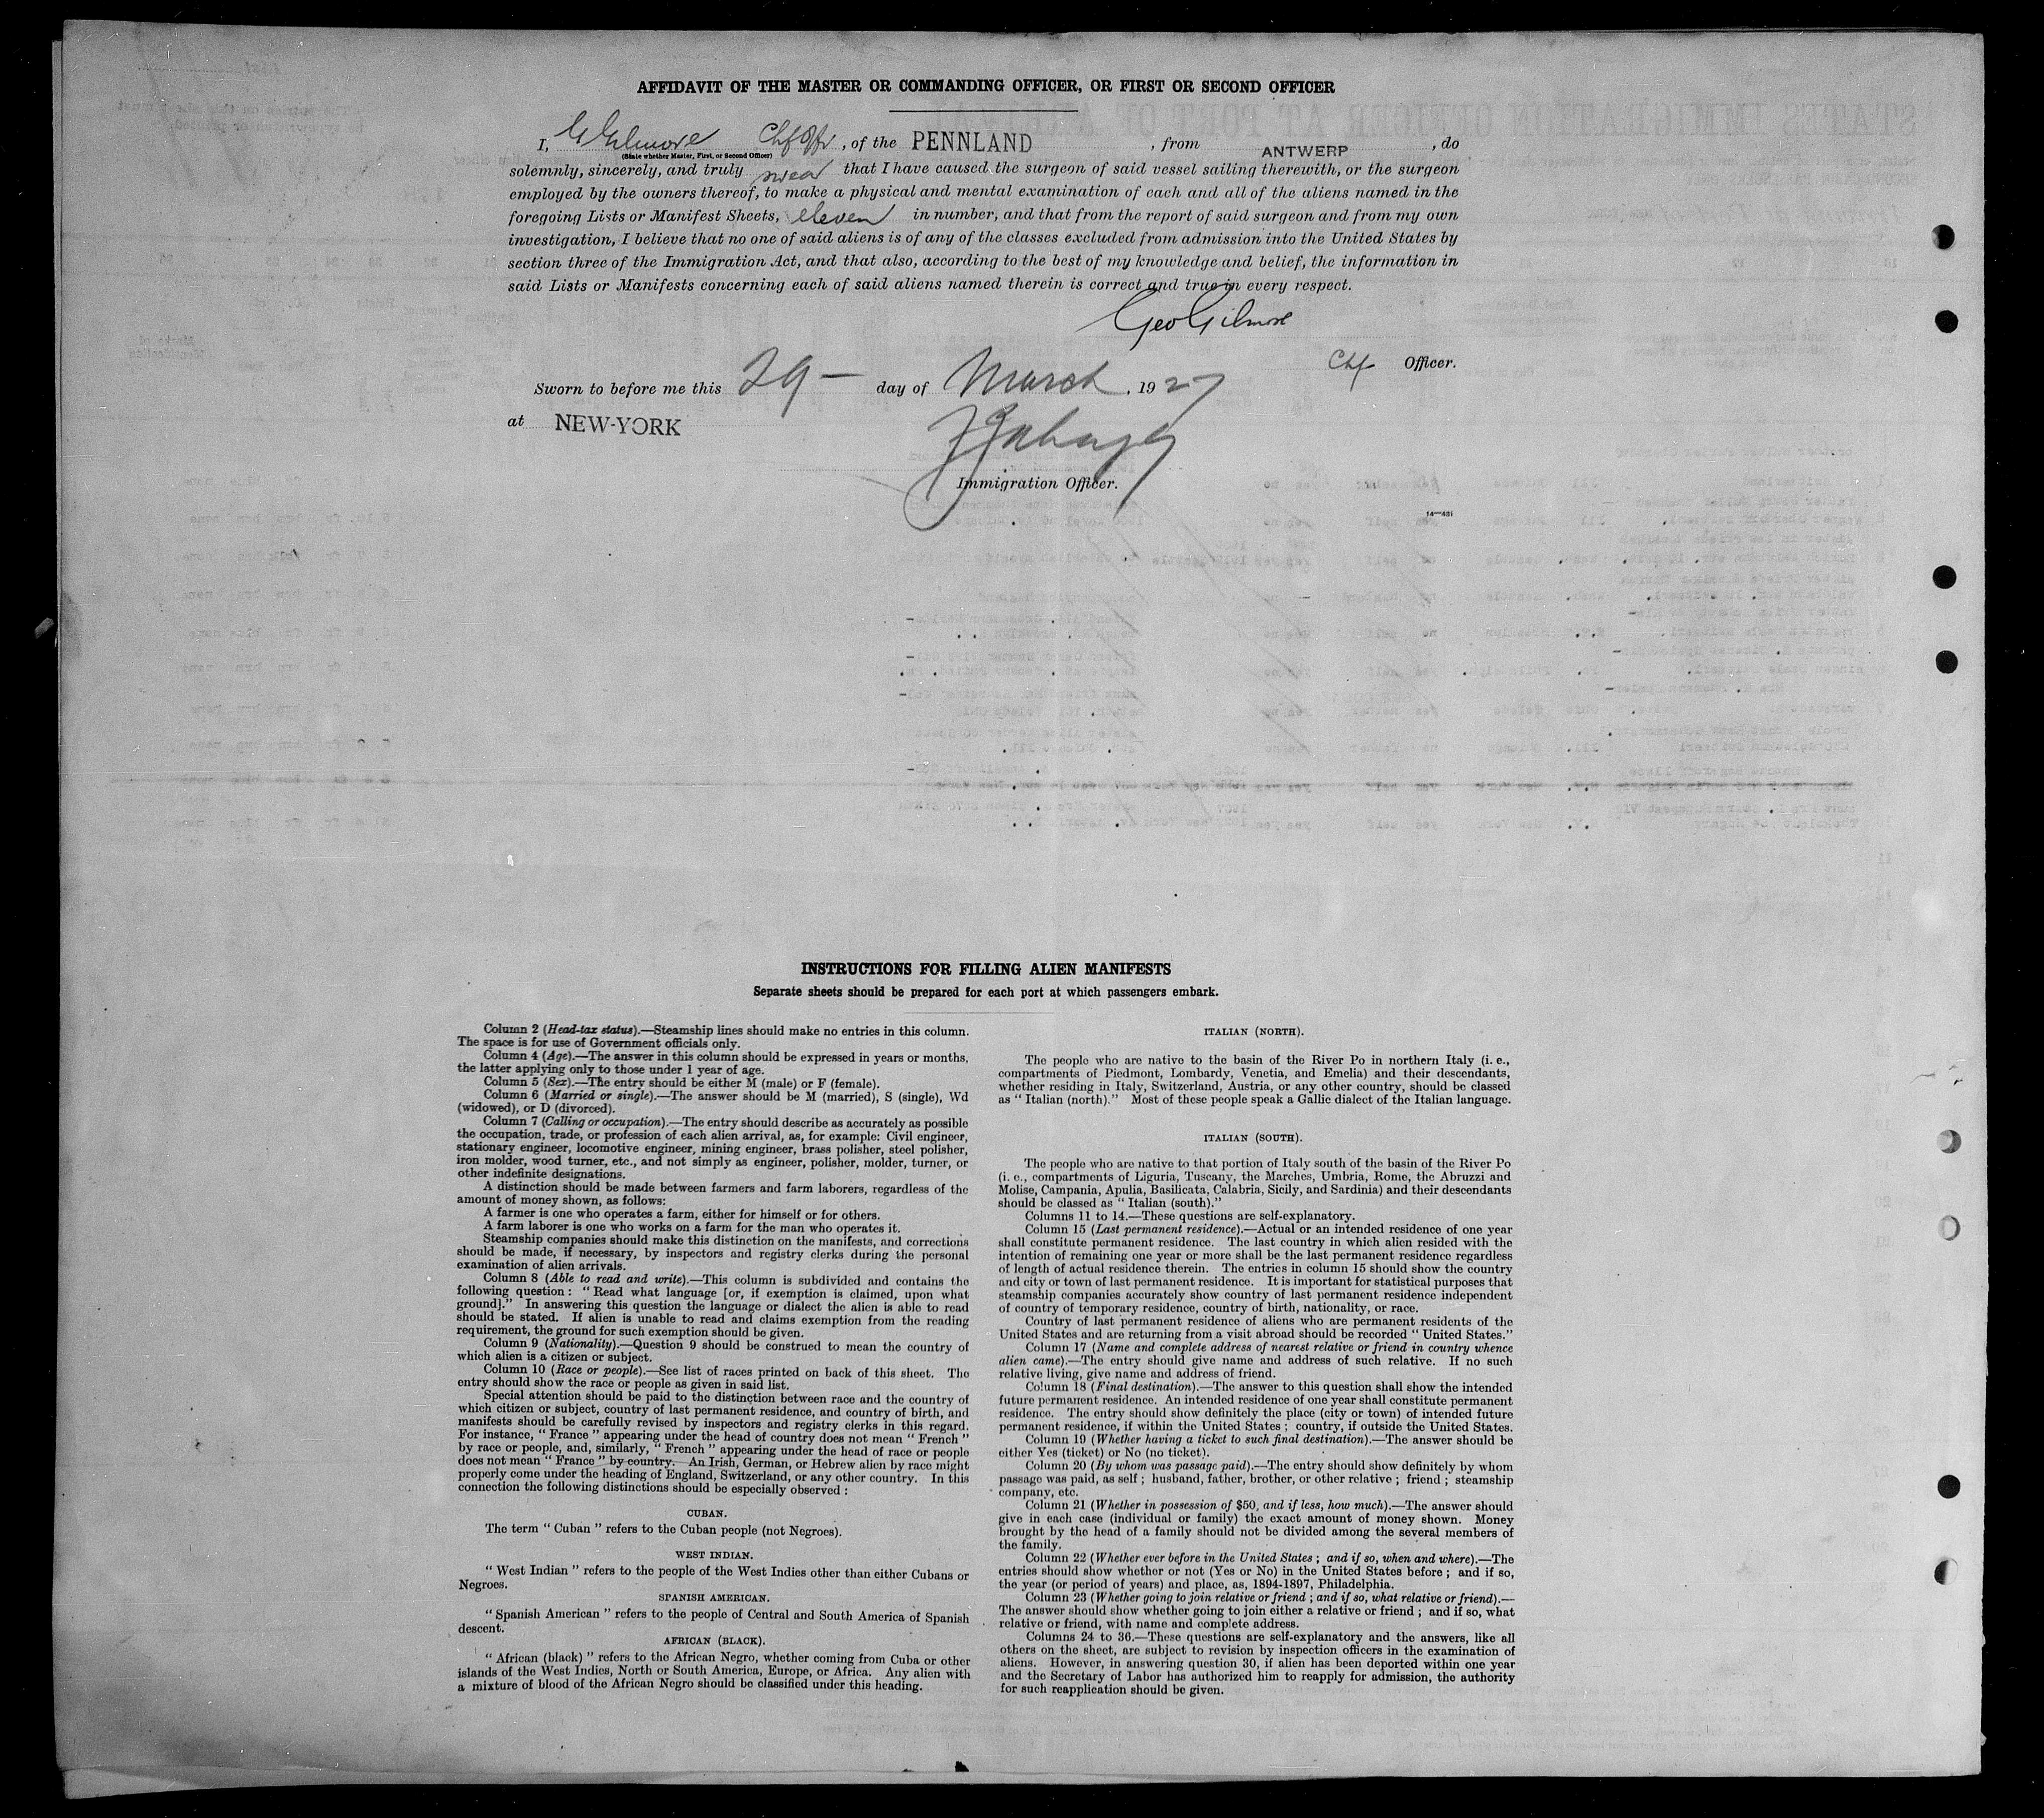 AFFIDAVIT OF THE MASTER OR COMMANDING OFFICER, OR FIRST OR SECOND OFFICER
I, G Gilmore Chf Offr, of the PENNLAND, from ANTWERP, do
(State whether Master, First, or Second Officer)
solemnly, sincerely, and truly swear that I have caused the surgeon of said vessel sailing therewith, or the surgeon
employed by the owners thereof, to make a physical and mental examination of each and all of the aliens named in the
foregoing Lists or Manifest Sheets, eleven in number, and that from the report of said surgeon and from my own
investigation, I believe that no one of said aliens is of any of the classes excluded from admission into the United States by
section three of the Immigration Act, and that also, according to the best of my knowledge and belief, the information in
said Lists or Manifests concerning each of said aliens named therein is correct and true in every respect.
Geo Gilmore
Chf Officer.
Sworn to before me this 29— day of March, 1927
at NEW-YORK
Immigration Officer.
14—431
INSTRUCTIONS FOR FILLING ALIEN MANIFESTS
Separate sheets should be prepared for each port at which passengers embark.
Column 2 (Head-tax status).—Steamship lines should make no entries in this column.
The space is for use of Government officials only.
Column 4 (Age).—The answer in this column should be expressed in years or months,
the latter applying only to those under 1 year of age.
Column 5 (Sex).—The entry should be either M (male) or F (female).
Column 6 (Married or single).—The answer should be M (married), S (single), Wd
(widowed), or D (divorced).
Column 7 (Calling or occupation).—The entry should describe as accurately as possible
the occupation, trade, or profession of each alien arrival, as, for example: Civil engineer,
stationary engineer, locomotive engineer, mining engineer, brass polisher, steel polisher,
iron molder, wood turner, etc., and not simply as engineer, polisher, molder, turner, or
other indefinite designations.
A distinction should be made between farmers and farm laborers, regardless of the
amount of money shown, as follows:
A farmer is one who operates a farm, either for himself or for others.
A farm laborer is one who works on a farm for the man who operates it.
Steamship companies should make this distinction on the manifests, and corrections
should be made, if necessary, by inspectors and registry clerks during the personal
examination of alien arrivals.
Column 8 (Able to read and write).—This column is subdivided and contains the
following question: "Read what language [or, if exemption is claimed, upon what
ground]." In answering this question the language or dialect the alien is able to read
should be stated. If alien is unable to read and claims exemption from the reading
requirement, the ground for such exemption should be given.
Column 9 (Nationality).—Question 9 should be construed to mean the country of
which alien is a citizen or subject.
Column 10 (Race or people).—See list of races printed on back of this sheet. The
entry should show the race or people as given in said list.
Special attention should be paid to the distinction between race and the country of
which citizen or subject, country of last permanent residence, and country of birth, and
manifests should be carefully revised by inspectors and registry clerks in this regard.
For instance, "France" appearing under the head of country does not mean "French"
by race or people, and, similarly, "French" appearing under the head of race or people
does not mean "France" by country. An Irish, German, or Hebrew alien by race might
properly come under the heading of England, Switzerland, or any other country. In this
connection the following distinctions should be especially observed:
CUBAN.
The term "Cuban" refers to the Cuban people (not Negroes).
WEST INDIAN.
"West Indian" refers to the people of the West Indies other than either Cubans or
Negroes.
SPANISH AMERICAN.
"Spanish American" refers to the people of Central and South America of Spanish
descent.
AFRICAN (BLACK).
"African (black)" refers to the African Negro, whether coming from Cuba or other
islands of the West Indies, North or South America, Europe, or Africa. Any alien with
a mixture of blood of the African Negro should be classified under this heading.
ITALIAN (NORTH).
The people who are native to the basin of the River Po in northern Italy (i. e.,
compartments of Piedmont, Lombardy, Venetia, and Emelia) and their descendants,
whether residing in Italy, Switzerland, Austria, or any other country, should be classed
as "Italian (north)." Most of these people speak a Gallic dialect of the Italian language.
ITALIAN (SOUTH).
The people who are native to that portion of Italy south of the basin of the River Po
(i. e., compartments of Liguria, Tuscany, the Marches, Umbria, Rome, the Abruzzi and
Molise, Campania, Apulia, Basilicata, Calabria, Sicily, and Sardinia) and their descendants
should be classed as "Italian (south)."
Columns 11 to 14.—These questions are self-explanatory.
Column 15 (Last permanent residence).—Actual or an intended residence of one year
shall constitute permanent residence. The last country in which alien resided with the
intention of remaining one year or more shall be the last permanent residence regardless
of length of actual residence therein. The entries in column 15 should show the country
and city or town of last permanent residence. It is important for statistical purposes that
steamship companies accurately show country of last permanent residence independent
of country of temporary residence, country of birth, nationality, or race.
Country of last permanent residence of aliens who are permanent residents of the
United States and are returning from a visit abroad should be recorded "United States."
Column 17 (Name and complete address of nearest relative or friend in country whence
alien came).—The entry should give name and address of such relative. If no such
relative living, give name and address of friend.
Column 18 (Final destination).—The answer to this question shall show the intended
future permanent residence. An intended residence of one year shall constitute permanent
residence. The entry should show definitely the place (city or town) of intended future
permanent residence, if within the United States; country, if outside the United States.
Column 19 (Whether having a ticket to such final destination).—The answer should be
either Yes (ticket) or No (no ticket).
Column 20 (By whom was passage paid).—The entry should show definitely by whom
passage was paid, as self; husband, father, brother, or other relative; friend; steamship
company, etc.
Column 21 (Whether in possession of $50, and if less, how much).—The answer should
give in each case (individual or family) the exact amount of money shown. Money
brought by the head of a family should not be divided among the several members of
the family.
Column 22 (Whether ever before in the United States; and if so, when and where).—The
entries should show whether or not (Yes or No) in the United States before; and if so,
the year (or period of years) and place, as, 1894-1897, Philadelphia.
Column 23 (Whether going to join relative or friend; and if so, what relative or friend).—
The answer should show whether going to join either a relative or friend; and if so, what
relative or friend, with name and complete address.
Columns 24 to 36.—These questions are self-explanatory and the answers, like all
others on the sheet, are subject to revision by inspection officers in the examination of
aliens. However, in answering question 30, if alien has been deported within one year
and the Secretary of Labor has authorized him to reapply for admission, the authority
for such reapplication should be given.